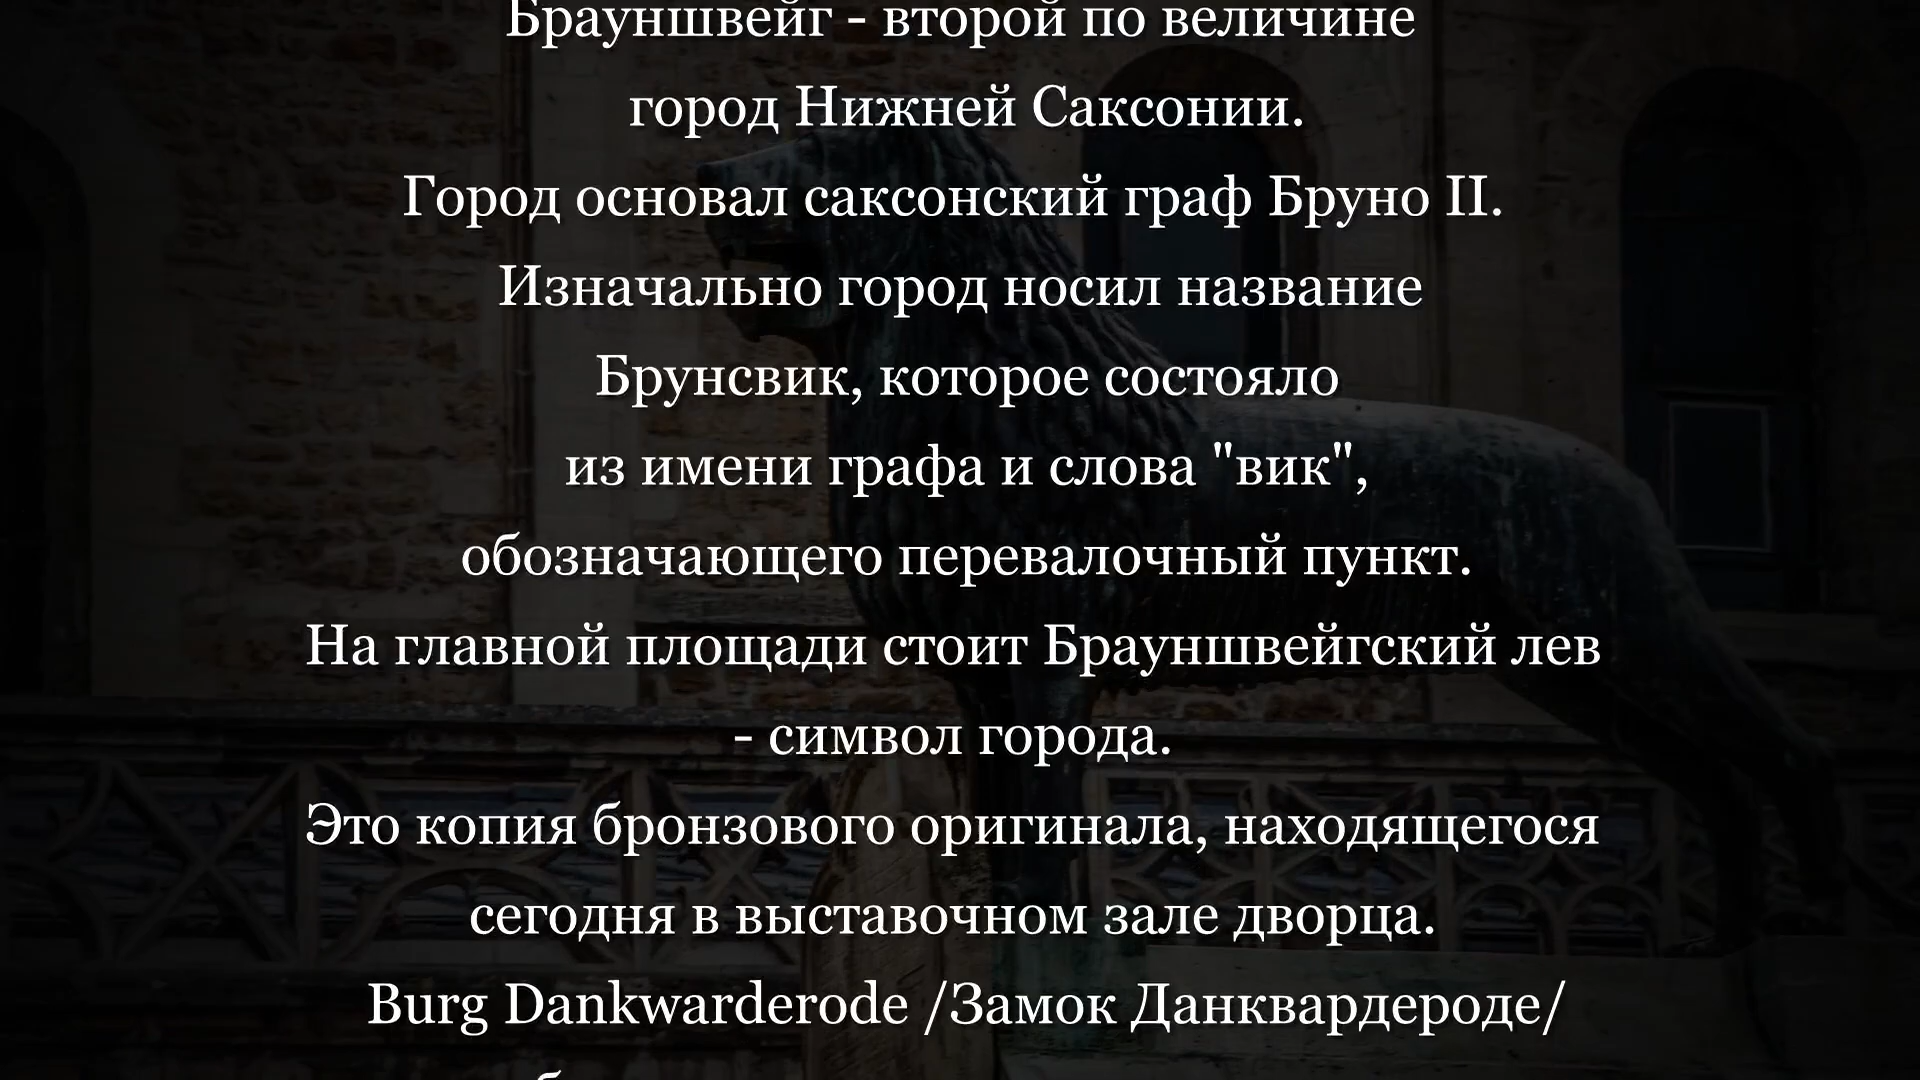 Брауншвейг - второй по величине
город Нижней Саксонии.
Город основал саксонский граф Бруно II.
Изначально город носил название
Брунсвик, которое состояло
из имени графа и слова "вик",
обозначающего перевалочный пункт.
На главной площади стоит Брауншвейгский лев
- символ города.
Это копия бронзового оригинала, находящегося
сегодня в выставочном зале дворца.
Burg Dankwarderode /Замок Данквардероде/